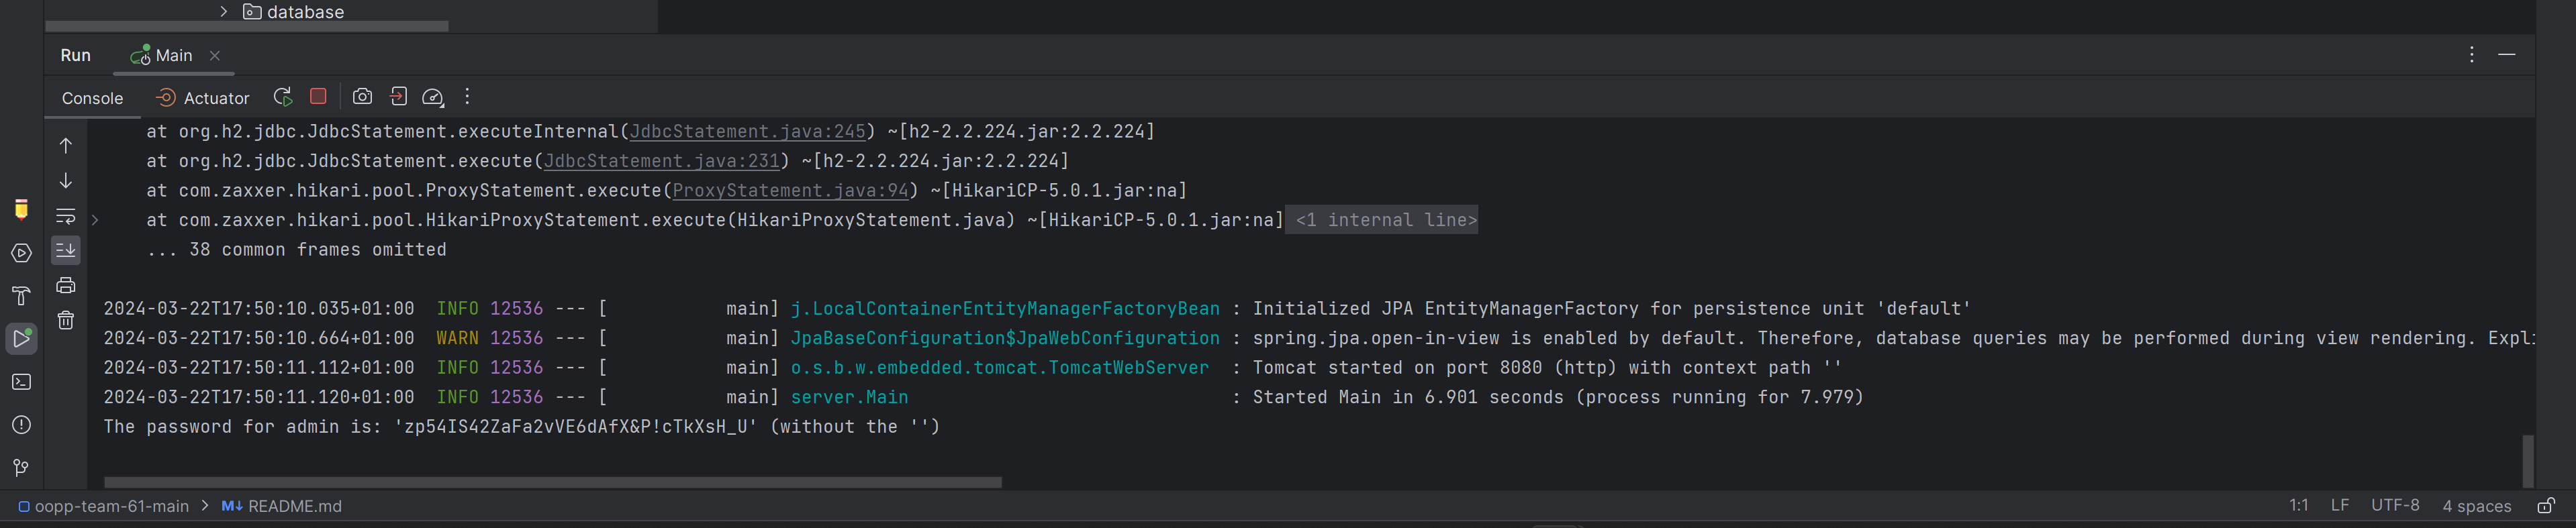 database
Run Main
Console Actuator
at org.h2.jdbc.JdbcStatement.executeInternal(JdbcStatement.java:245) ~[h2-2.2.224.jar:2.2.224]
at org.h2.jdbc.JdbcStatement.execute(JdbcStatement.java:231) ~[h2-2.2.224.jar:2.2.224]
at com.zaxxer.hikari.pool.ProxyStatement.execute(ProxyStatement.java:94) ~[HikariCP-5.0.1.jar:na]
at com.zaxxer.hikari.pool.HikariProxyStatement.execute(HikariProxyStatement.java) ~[HikariCP-5.0.1.jar:na] <1 internal line>
... 38 common frames omitted
2024-03-22T17:50:10.035+01:00 INFO 12536 --- [ main] j.LocalContainerEntityManagerFactoryBean : Initialized JPA EntityManagerFactory for persistence unit 'default'
2024-03-22T17:50:10.664+01:00 WARN 12536 --- [ main] JpaBaseConfiguration$JpaWebConfiguration : spring.jpa.open-in-view is enabled by default. Therefore, database queries may be performed during view rendering. Expli
2024-03-22T17:50:11.112+01:00 INFO 12536 --- [ main] o.s.b.w.embedded.tomcat.TomcatWebServer : Tomcat started on port 8080 (http) with context path ''
2024-03-22T17:50:11.120+01:00 INFO 12536 --- [ main] server.Main : Started Main in 6.901 seconds (process running for 7.979)
The password for admin is: 'zp54IS42ZaFa2vVE6dAfX&P!cTkXsH_U' (without the '')
oopp-team-61-main > M↓ README.md 1:1 LF UTF-8 4 spaces